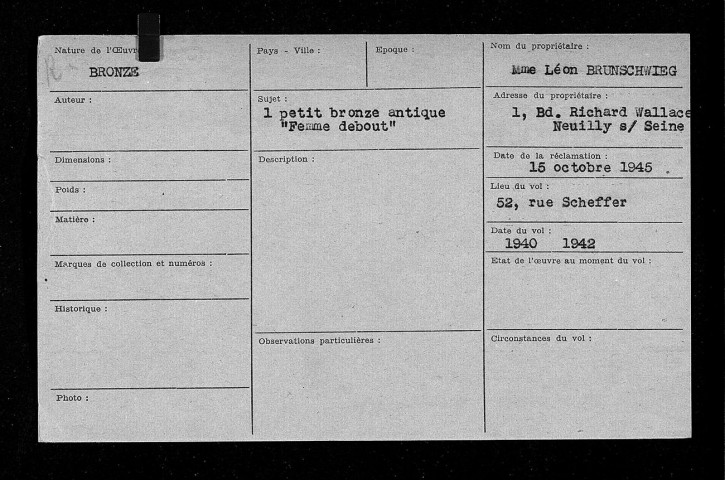 Nature de l'Œuvre
BRONZE
Auteur :
Dimensions :
Poids :
Matière :
Marques de collection et numéros :
Historique :
Photo :
Pays - Ville :
Epoque :
Sujet :
1 petit bronze antique
"Femme debout"
Description :
Observations particulières :
Nom du propriétaire :
Mme Léon BRUNSCHWIEG
Adresse du propriétaire :
1, Bd. Richard Wallace
Neuilly s/ Seine
Date de la réclamation :
15 octobre 1945 .
Lieu du vol :
52, rue Scheffer
Date du vol :
1940 1942
Etat de l'œuvre au moment du vol :
Circonstances du vol :